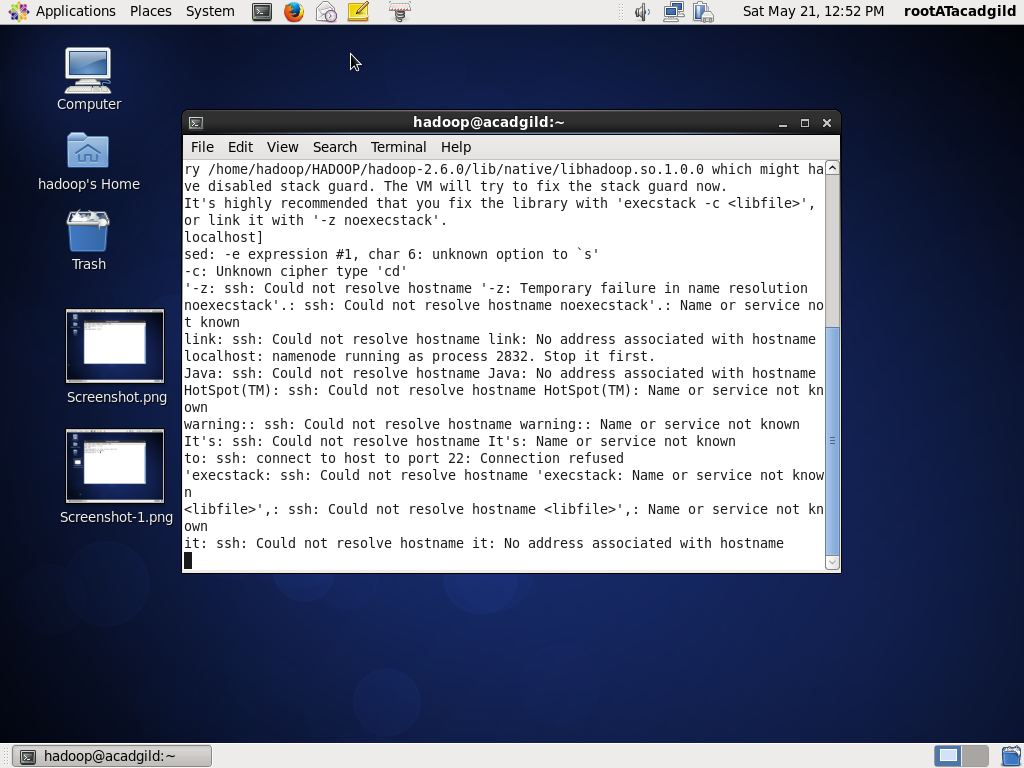 Applications Places System
Sat May 21, 12:52 PM rootATacadgild
Computer
hadoop's Home
Trash
Screenshot.png
Screenshot-1.png
hadoop@acadgild:~
File Edit View Search Terminal Help
ry /home/hadoop/HADOOP/hadoop-2.6.0/lib/native/libhadoop.so.1.0.0 which might ha
ve disabled stack guard. The VM will try to fix the stack guard now.
It's highly recommended that you fix the library with 'execstack -c <libfile>',
or link it with '-z noexecstack'.
localhost]
sed: -e expression #1, char 6: unknown option to `s'
-c: Unknown cipher type 'cd'
'-z: ssh: Could not resolve hostname '-z: Temporary failure in name resolution
noexecstack'.: ssh: Could not resolve hostname noexecstack'.: Name or service no
t known
link: ssh: Could not resolve hostname link: No address associated with hostname
localhost: namenode running as process 2832. Stop it first.
Java: ssh: Could not resolve hostname Java: No address associated with hostname
HotSpot(TM): ssh: Could not resolve hostname HotSpot(TM): Name or service not kn
own
warning:: ssh: Could not resolve hostname warning:: Name or service not known
It's: ssh: Could not resolve hostname It's: Name or service not known
to: ssh: connect to host to port 22: Connection refused
'execstack: ssh: Could not resolve hostname 'execstack: Name or service not know
n
<libfile>',: ssh: Could not resolve hostname <libfile>',: Name or service not kn
own
it: ssh: Could not resolve hostname it: No address associated with hostname
hadoop@acadgild:~